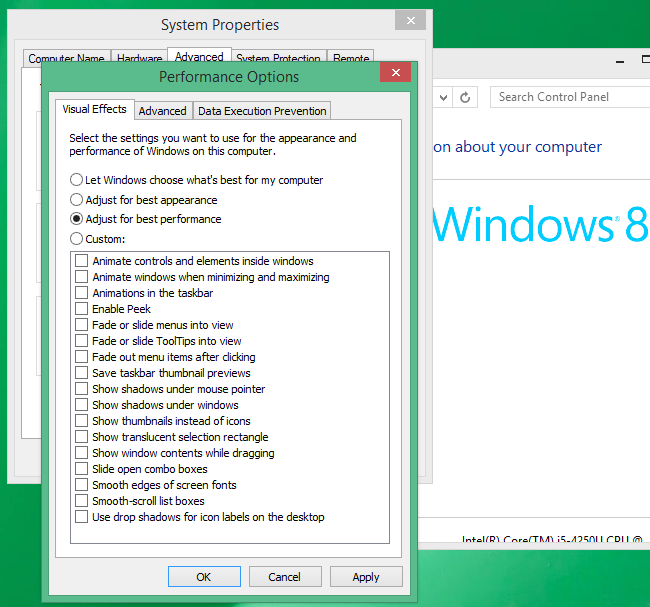 System Properties
Computer Name Hardware Advanced System Protection Remote
Performance Options
Visual Effects Advanced Data Execution Prevention
Select the settings you want to use for the appearance and
performance of Windows on this computer.
Let Windows choose what's best for my computer
Adjust for best appearance
Adjust for best performance
Custom:
Animate controls and elements inside windows
Animate windows when minimizing and maximizing
Animations in the taskbar
Enable Peek
Fade or slide menus into view
Fade or slide ToolTips into view
Fade out menu items after clicking
Save taskbar thumbnail previews
Show shadows under mouse pointer
Show shadows under windows
Show thumbnails instead of icons
Show translucent selection rectangle
Show window contents while dragging
Slide open combo boxes
Smooth edges of screen fonts
Smooth-scroll list boxes
Use drop shadows for icon labels on the desktop
OK Cancel Apply
Search Control Panel
on about your computer
Windows® 8
Intel(R) Core(TM) i5-4250U CPU @